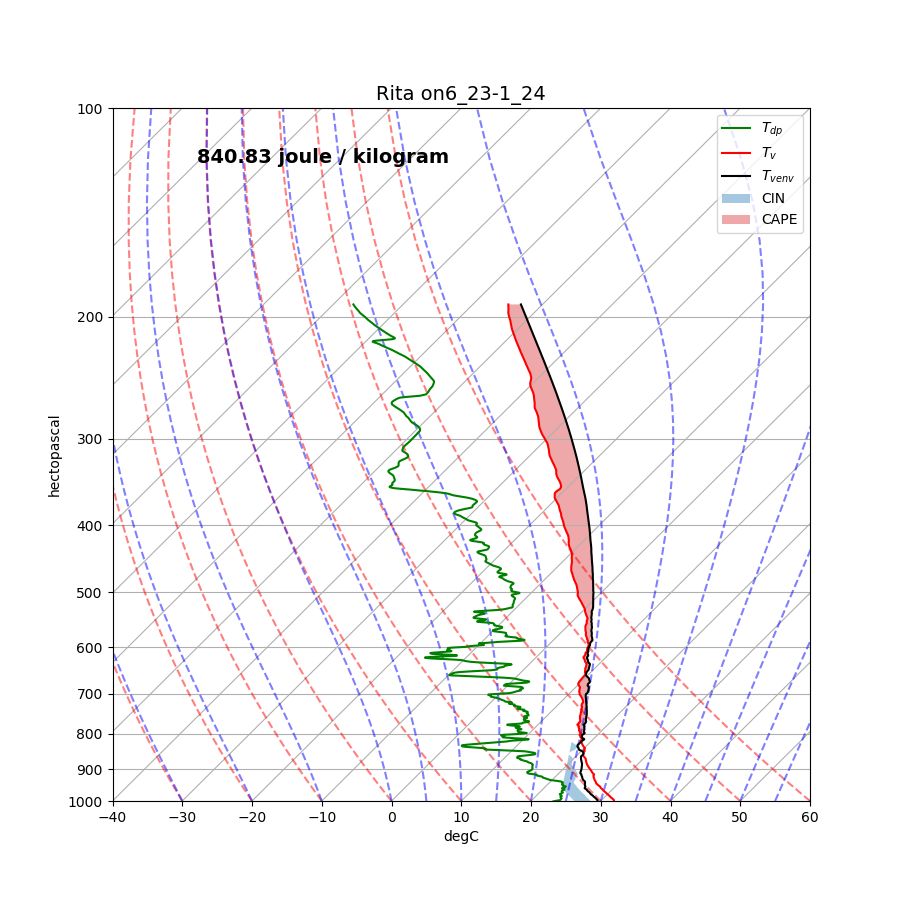 Rita on6_23-1_24
840.83 joule / kilogram
T_dp
T_v
T_venv
CIN
CAPE
hectopascal
100
200
300
400
500
600
700
800
900
1000
−40 −30 −20 −10 0 10 20 30 40 50 60
degC